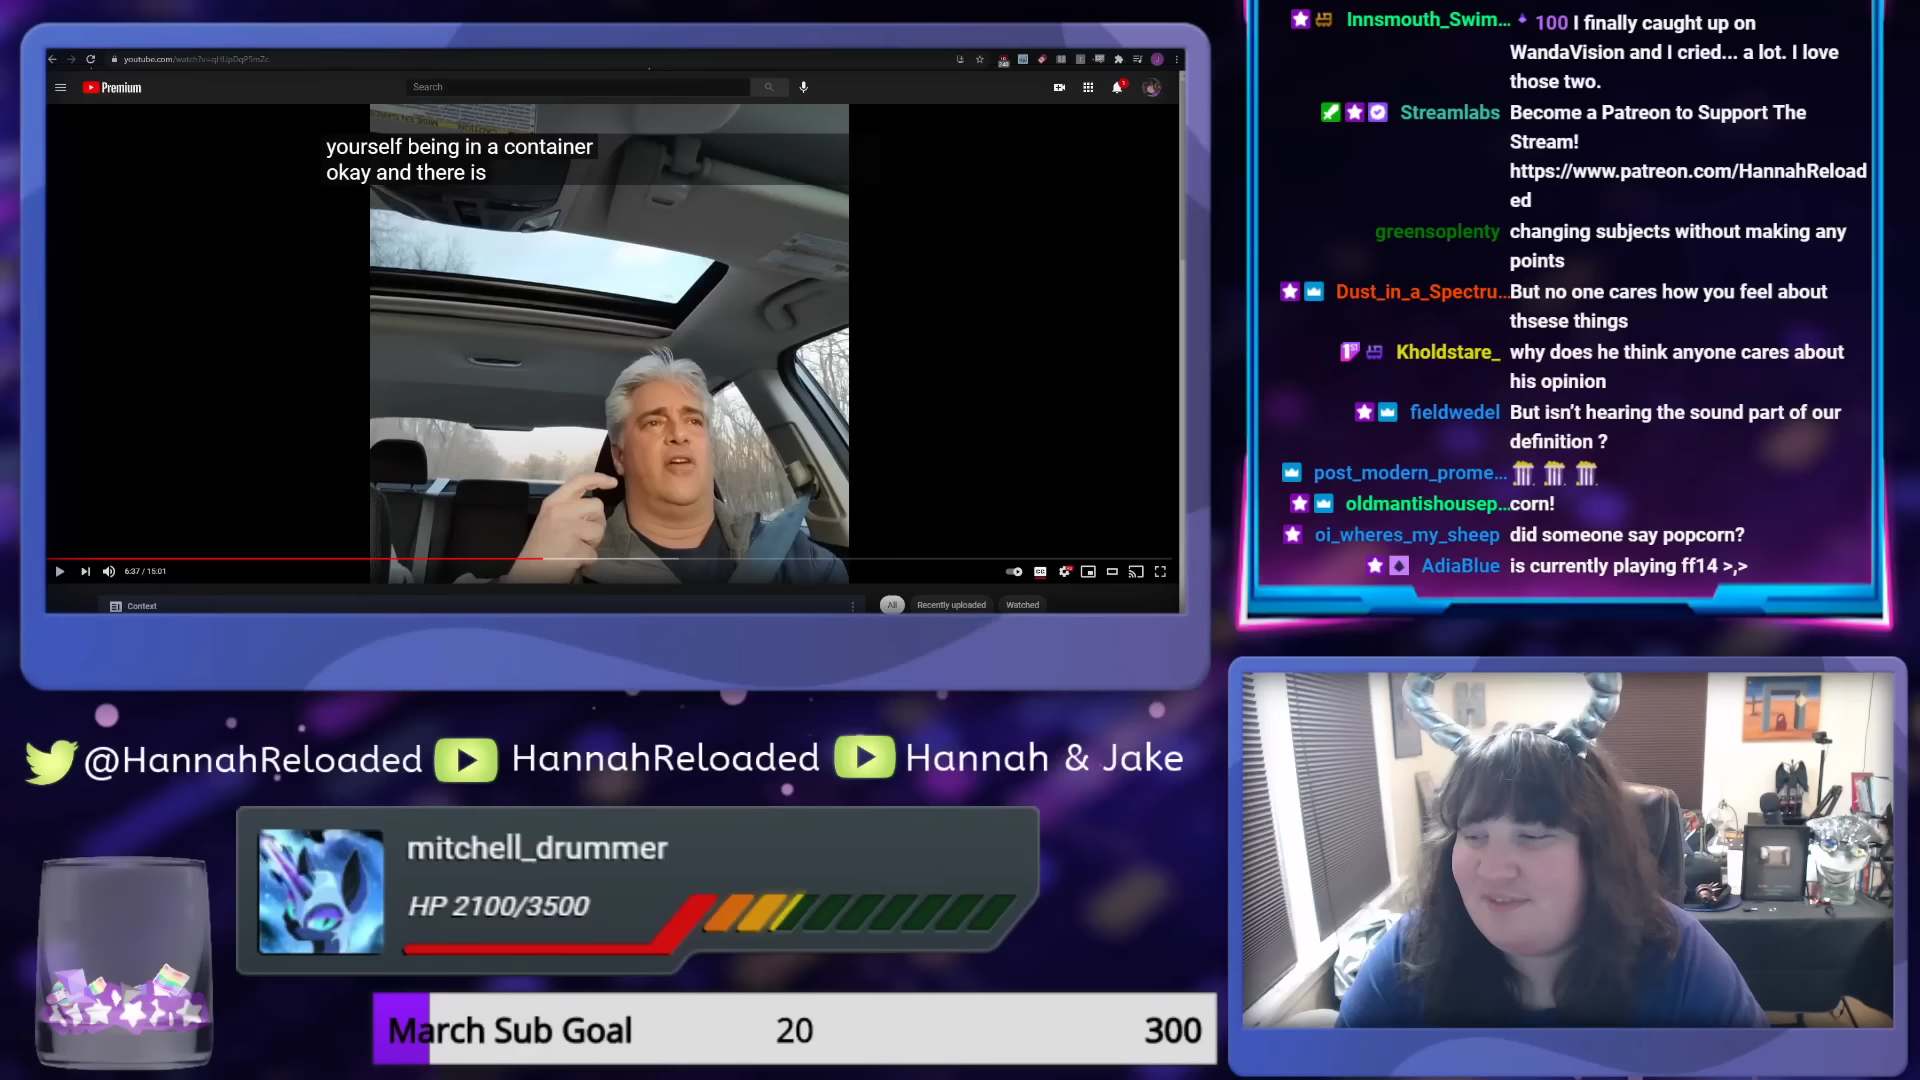 youtube.com/watch?v=qHUpDqP5mZc
Premium
Search
yourself being in a container
okay and there is
6:37 / 15:01
Context
All
Recently uploaded
Watched
Innsmouth_Swim... 100 I finally caught up on
WandaVision and I cried... a lot. I love
those two.
Streamlabs Become a Patreon to Support The
Stream!
https://www.patreon.com/HannahReload
ed
greensoplenty changing subjects without making any
points
Dust_in_a_Spectru... But no one cares how you feel about
thsese things
Kholdstare_ why does he think anyone cares about
his opinion
fieldwedel But isn't hearing the sound part of our
definition ?
post_modern_prome...
oldmantishousep... corn!
oi_wheres_my_sheep did someone say popcorn?
AdiaBlue is currently playing ff14 >,>
@HannahReloaded HannahReloaded Hannah & Jake
mitchell_drummer
HP 2100/3500
March Sub Goal 20 300